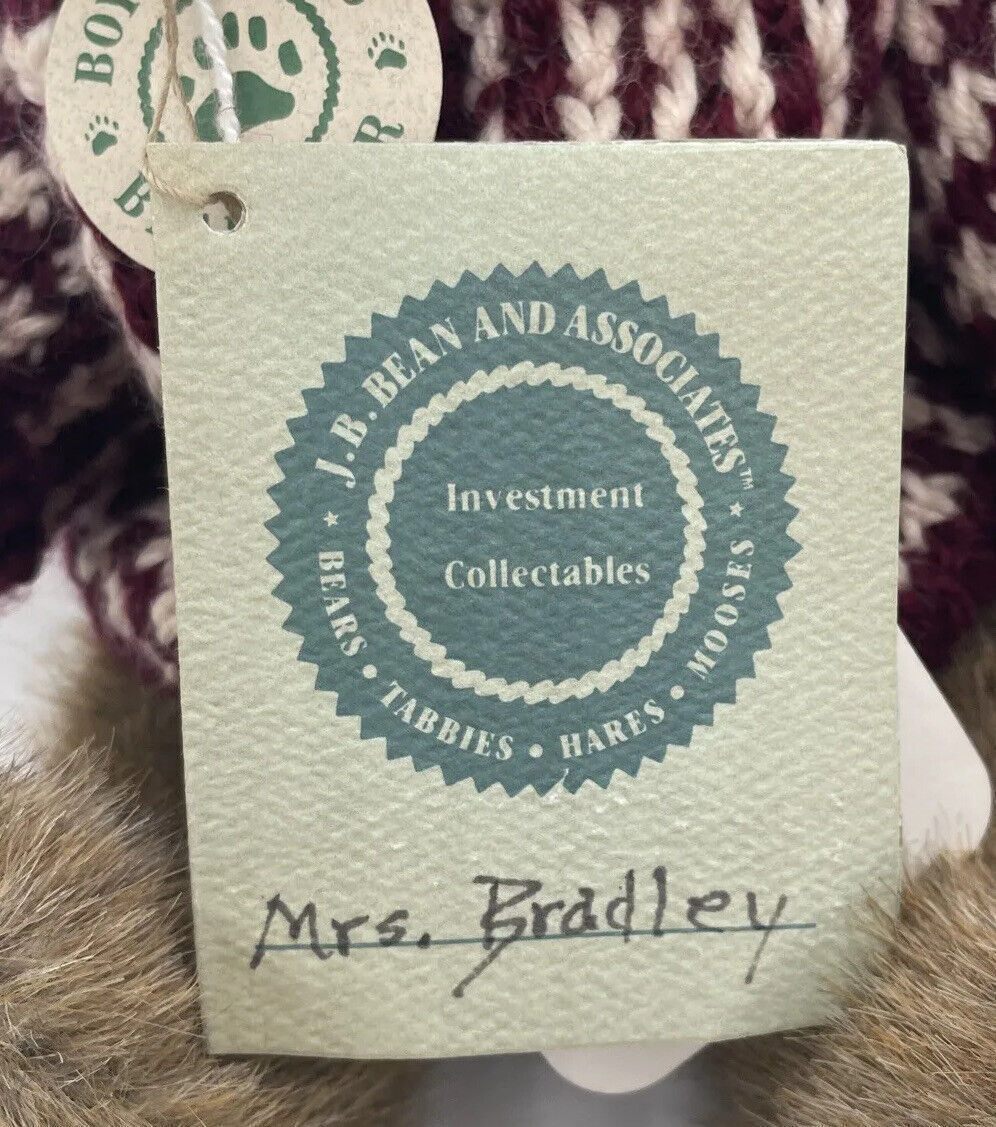 J.B. BEAN AND ASSOCIATES™
Investment
Collectables
★ BEARS • TABBIES • HARES • MOOSES ★
Mrs. Bradley